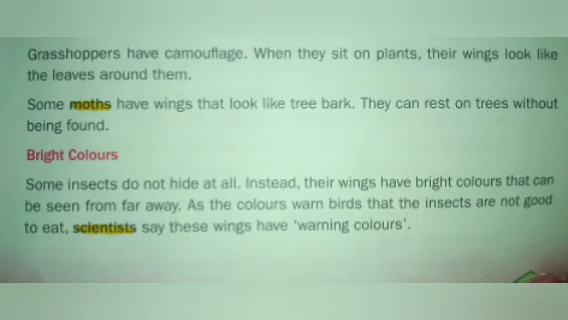 Grasshoppers have camouflage. When they sit on plants, their wings look like
the leaves around them.
Some moths have wings that look like tree bark. They can rest on trees without
being found.
Bright Colours
Some insects do not hide at all. Instead, their wings have bright colours that can
be seen from far away. As the colours warn birds that the insects are not good
to eat, scientists say these wings have ‘warning colours’.